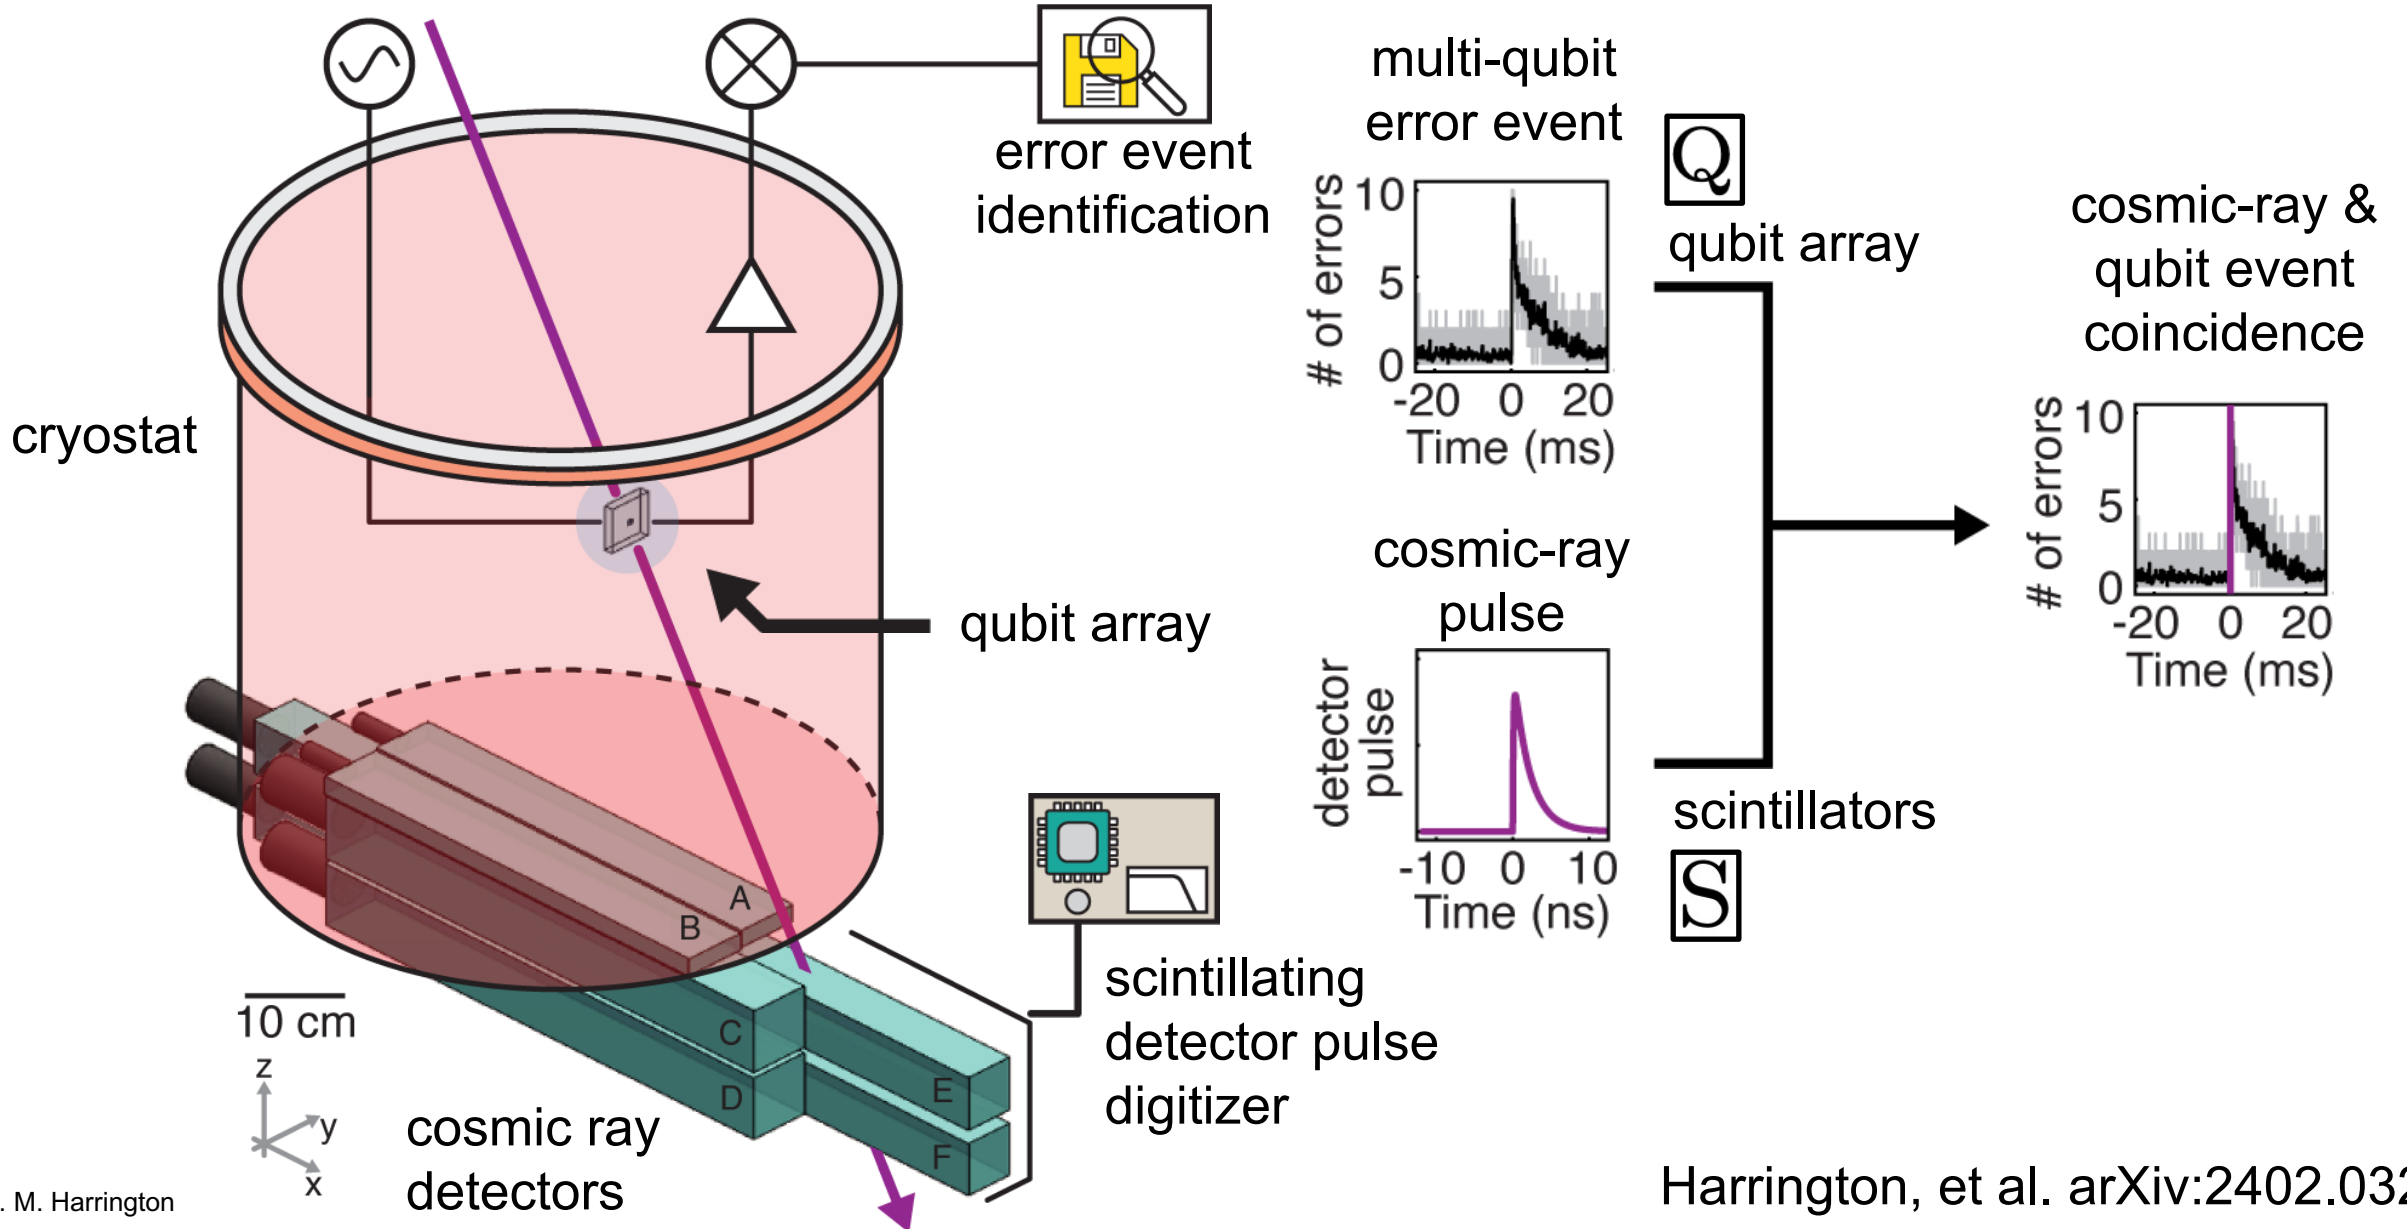 error event
identification
cryostat
qubit array
A
B
C
D
E
F
10 cm
z
y
x
cosmic ray
detectors
scintillating
detector pulse
digitizer
multi-qubit
error event
Q
qubit array
# of errors
10
5
0
-20 0 20
Time (ms)
cosmic-ray
pulse
detector
pulse
-10 0 10
Time (ns)
scintillators
S
cosmic-ray &
qubit event
coincidence
# of errors
10
5
0
-20 0 20
Time (ms)
. M. Harrington
Harrington, et al. arXiv:2402.032